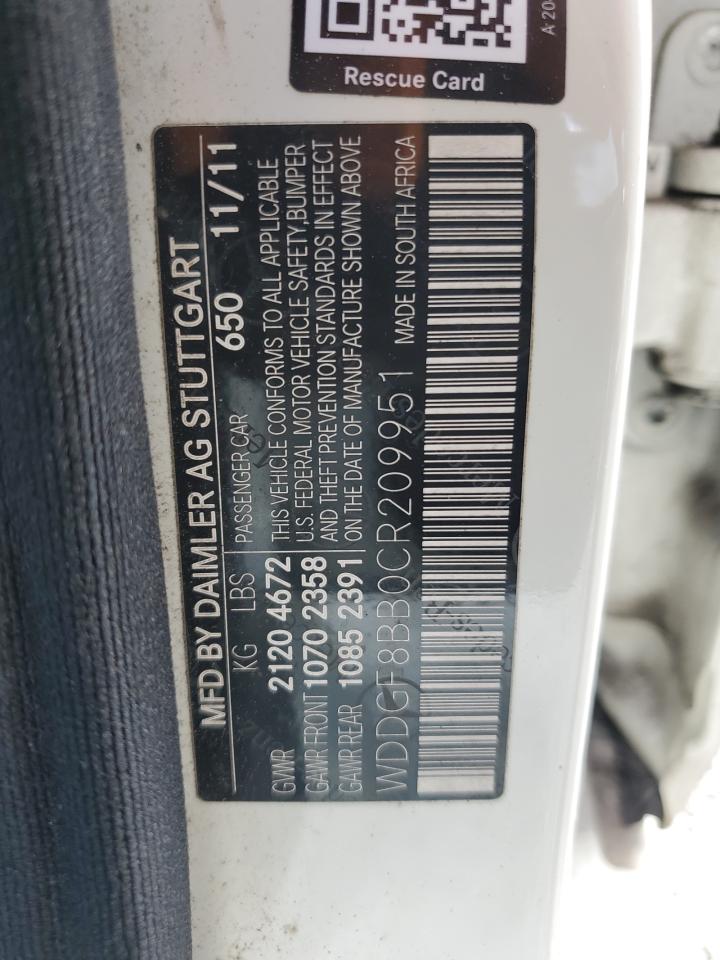 Rescue Card
A 20
MFD BY DAIMLER AG STUTTGART
650 11/11
KG LBS PASSENGER CAR
GVWR 2120 4672 THIS VEHICLE CONFORMS TO ALL APPLICABLE
GAWR FRONT 1070 2358 U.S. FEDERAL MOTOR VEHICLE SAFETY,BUMPER
AND THEFT PREVENTION STANDARDS IN EFFECT
GAWR REAR 1085 2391 ON THE DATE OF MANUFACTURE SHOWN ABOVE
WDDGF8BB0CR209951 MADE IN SOUTH AFRICA